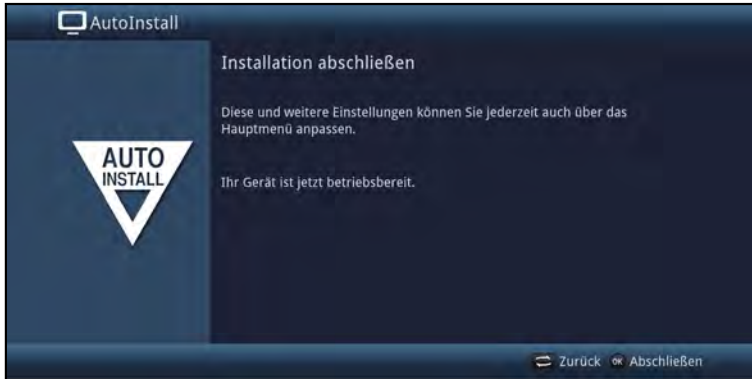 AutoInstall
Installation abschließen
Diese und weitere Einstellungen können Sie jederzeit auch über das
Hauptmenü anpassen.
AUTO
INSTALL
Ihr Gerät ist jetzt betriebsbereit.
Zurück OK Abschließen